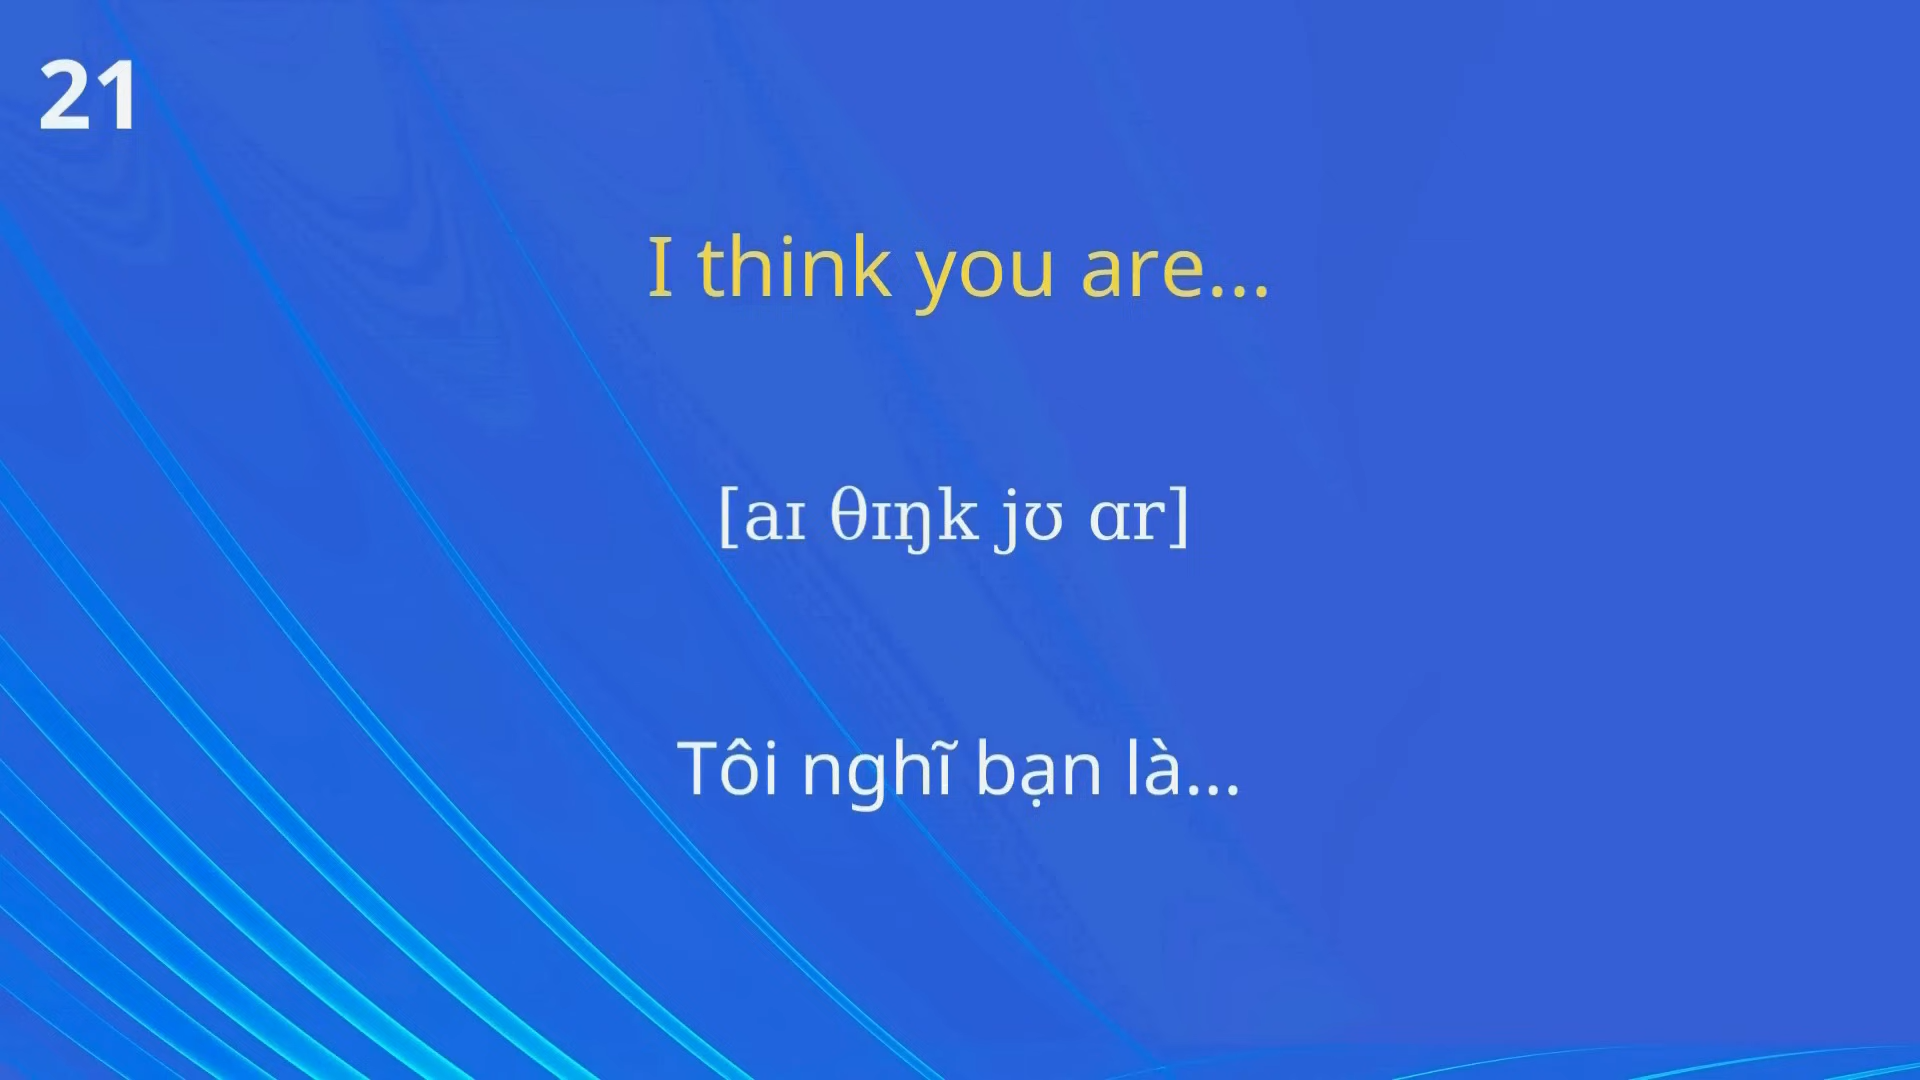 21
I think you are...
[aɪ θɪŋk jʊ ɑr]
Tôi nghĩ bạn là...